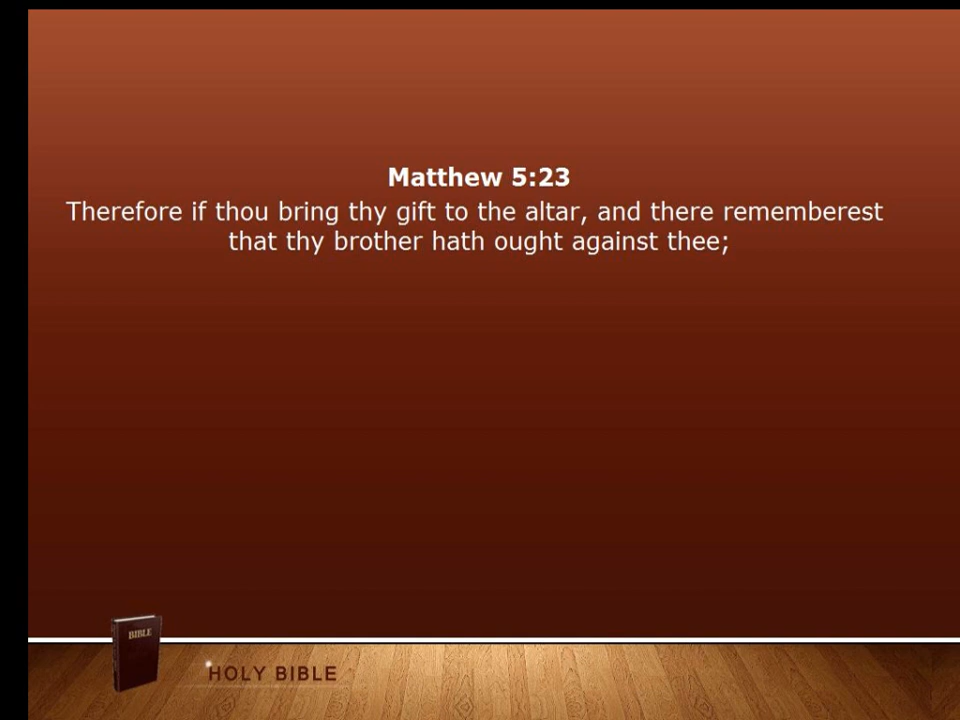 Matthew 5:23
Therefore if thou bring thy gift to the altar, and there rememberest
that thy brother hath ought against thee;
BIBLE
HOLY BIBLE